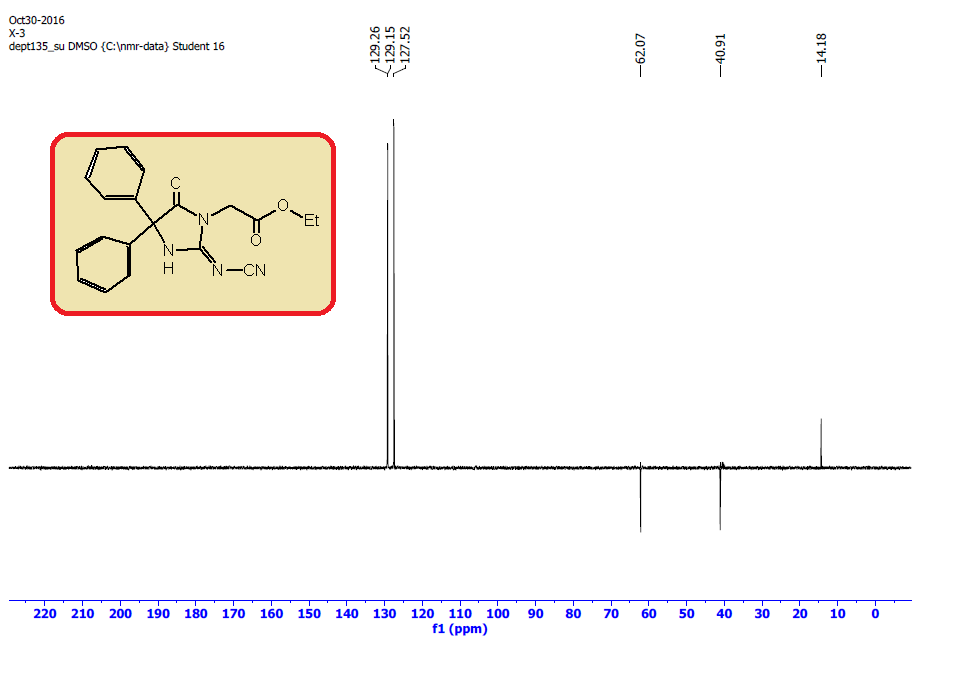 Oct30-2016
X-3
dept135_su DMSO {C:\nmr-data} Student 16
129.26
129.15
127.52
62.07
40.91
14.18
C
N
O
Et
O
N
H
N
CN
220 210 200 190 180 170 160 150 140 130 120 110 100 90 80 70 60 50 40 30 20 10 0
f1 (ppm)